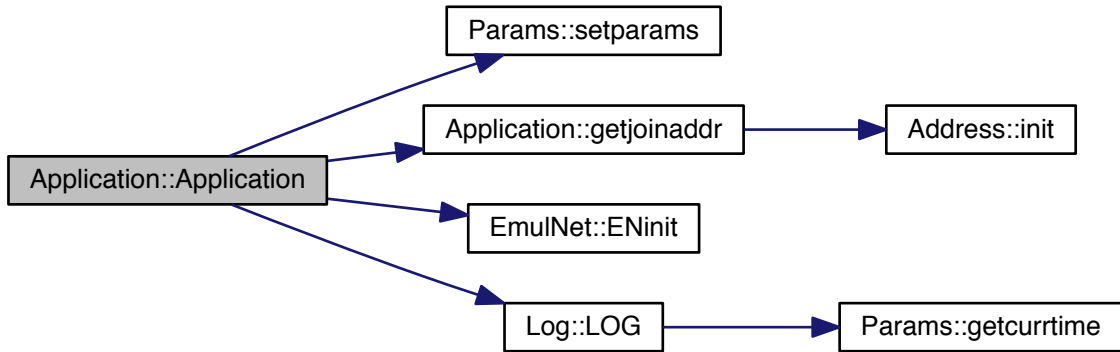 Params::setparams
Application::getjoinaddr
Address::init
Application::Application
EmulNet::ENinit
Log::LOG
Params::getcurrtime